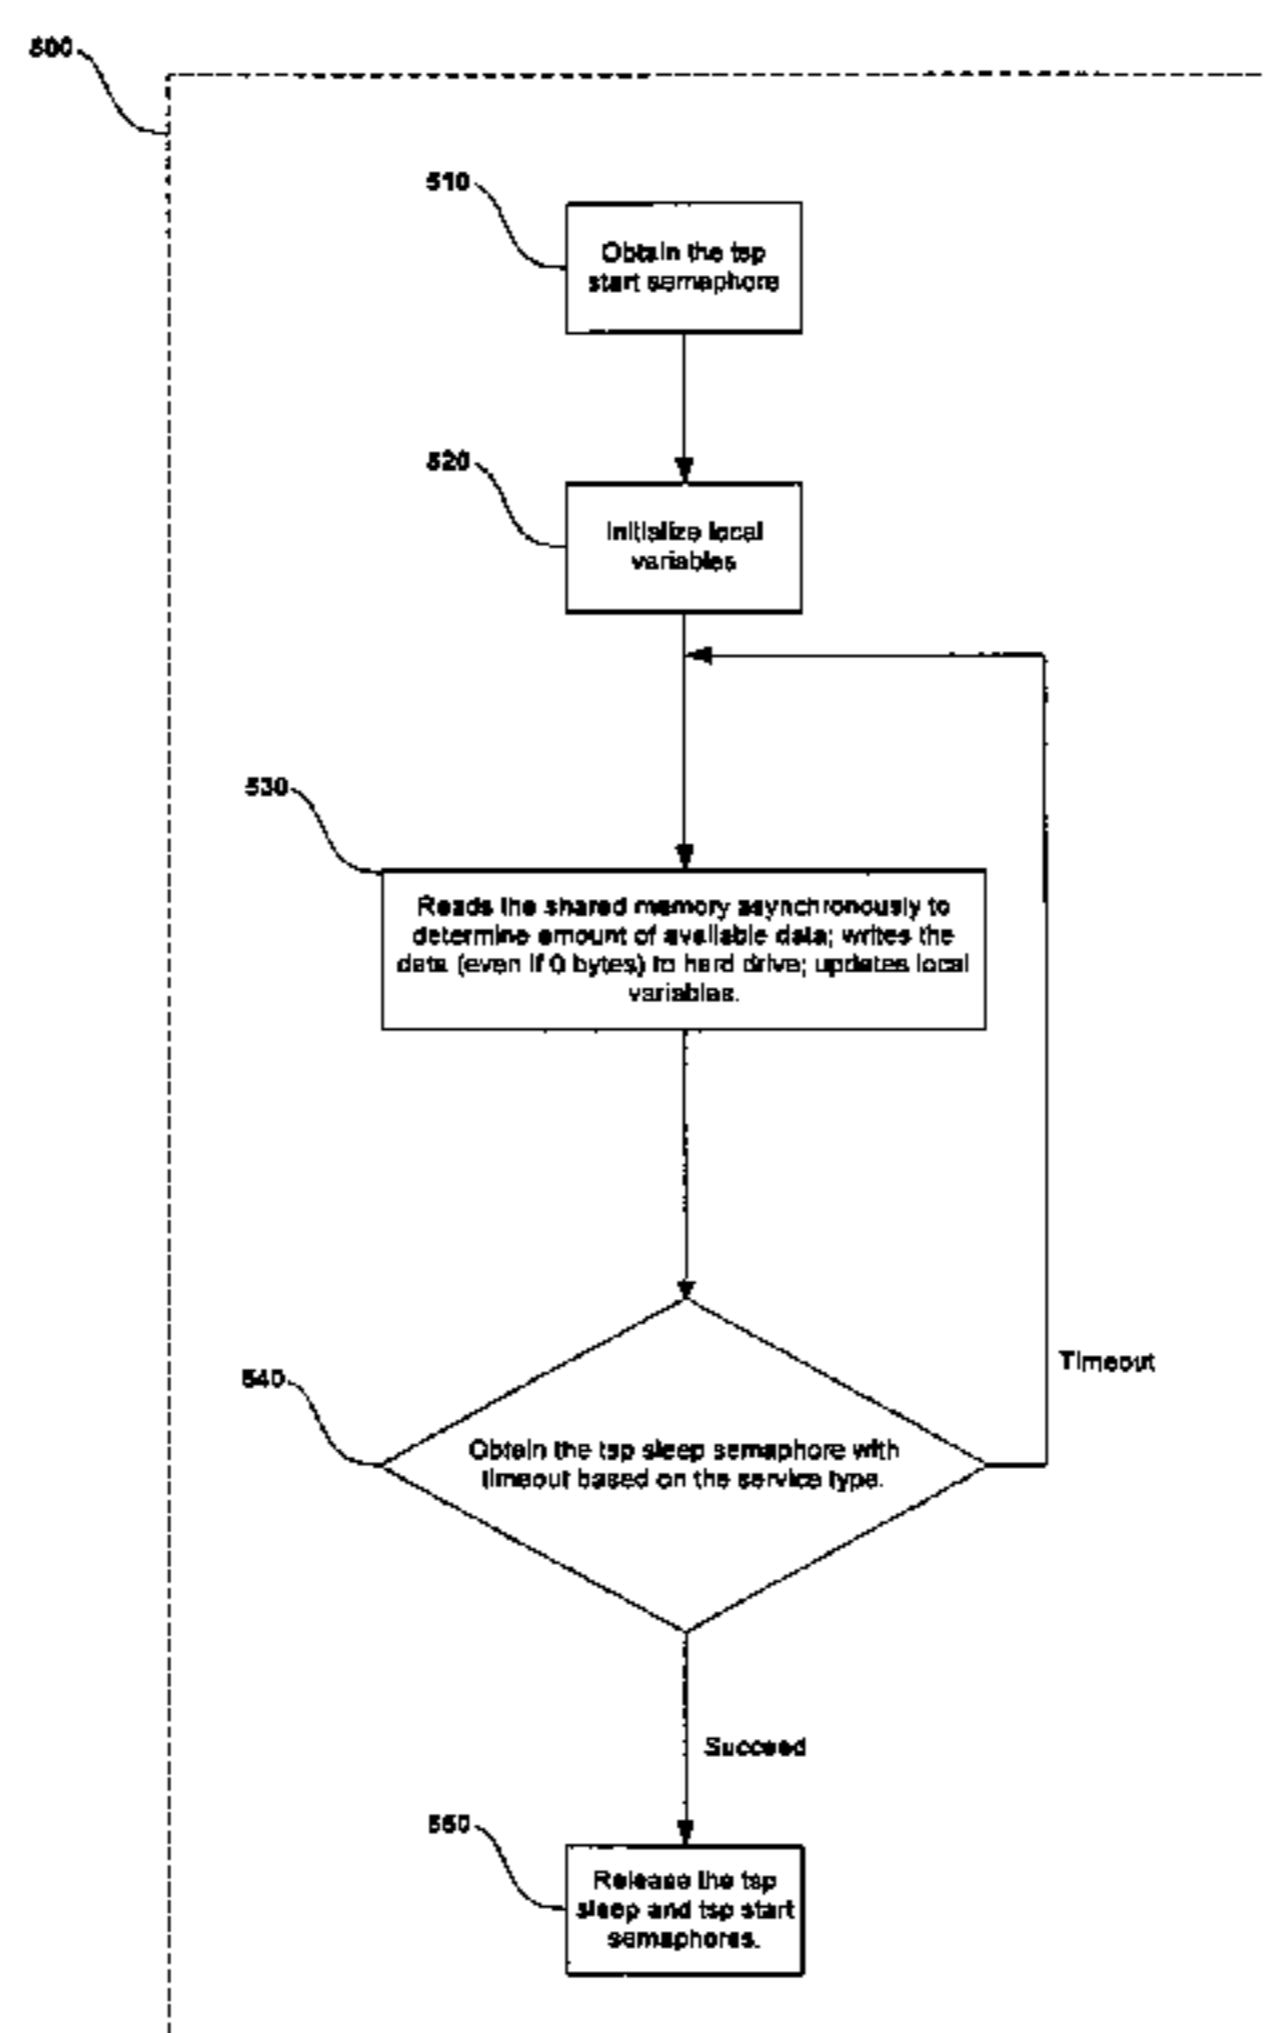 500
510
Obtain the tsp
start semaphore
520
Initialize local
variables
530
Reads the shared memory asynchronously to
determine amount of available data; writes the
data (even if 0 bytes) to hard drive; updates local
variables.
540
Timeout
Obtain the tsp sleep semaphore with
timeout based on the service type.
Succeed
550
Release the tsp
sleep and tsp start
semaphores.